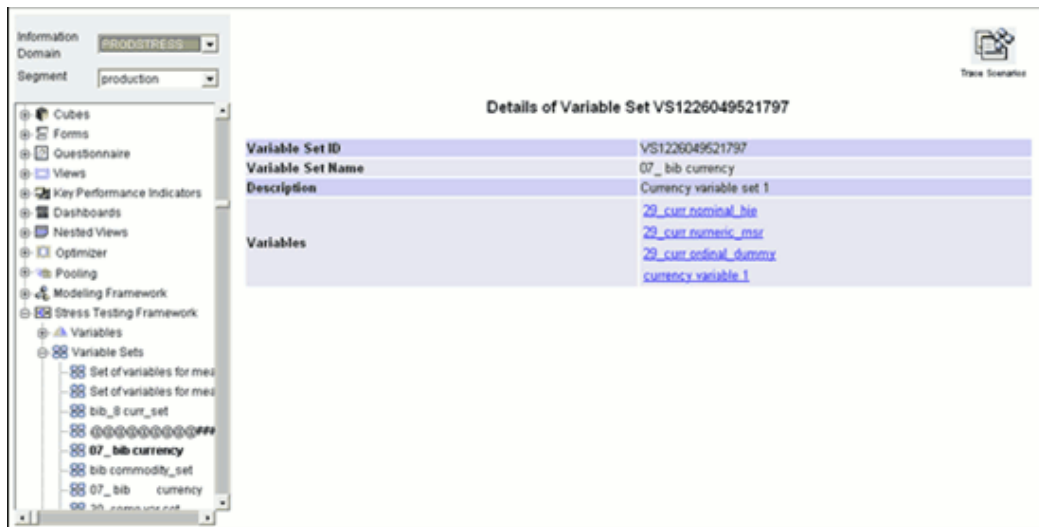 Information Domain PRODSTRESS
Segment production
Trace Scenarios
Cubes
Forms
Questionnaire
Views
Key Performance Indicators
Dashboards
Nested Views
Optimizer
Pooling
Modeling Framework
Stress Testing Framework
Variables
Variable Sets
Set of variables for mea
Set of variables for mea
bib_8 curr_set
@@@@@@@@@###
07_ bib currency
bib commodity_set
07_ bib currency
Details of Variable Set VS1226049521797
Variable Set ID VS1226049521797
Variable Set Name 07_ bib currency
Description Currency variable set 1
Variables
29_curr nominal_hie
29_curr numeric_msr
29_curr ordinal_dummy
currency variable 1